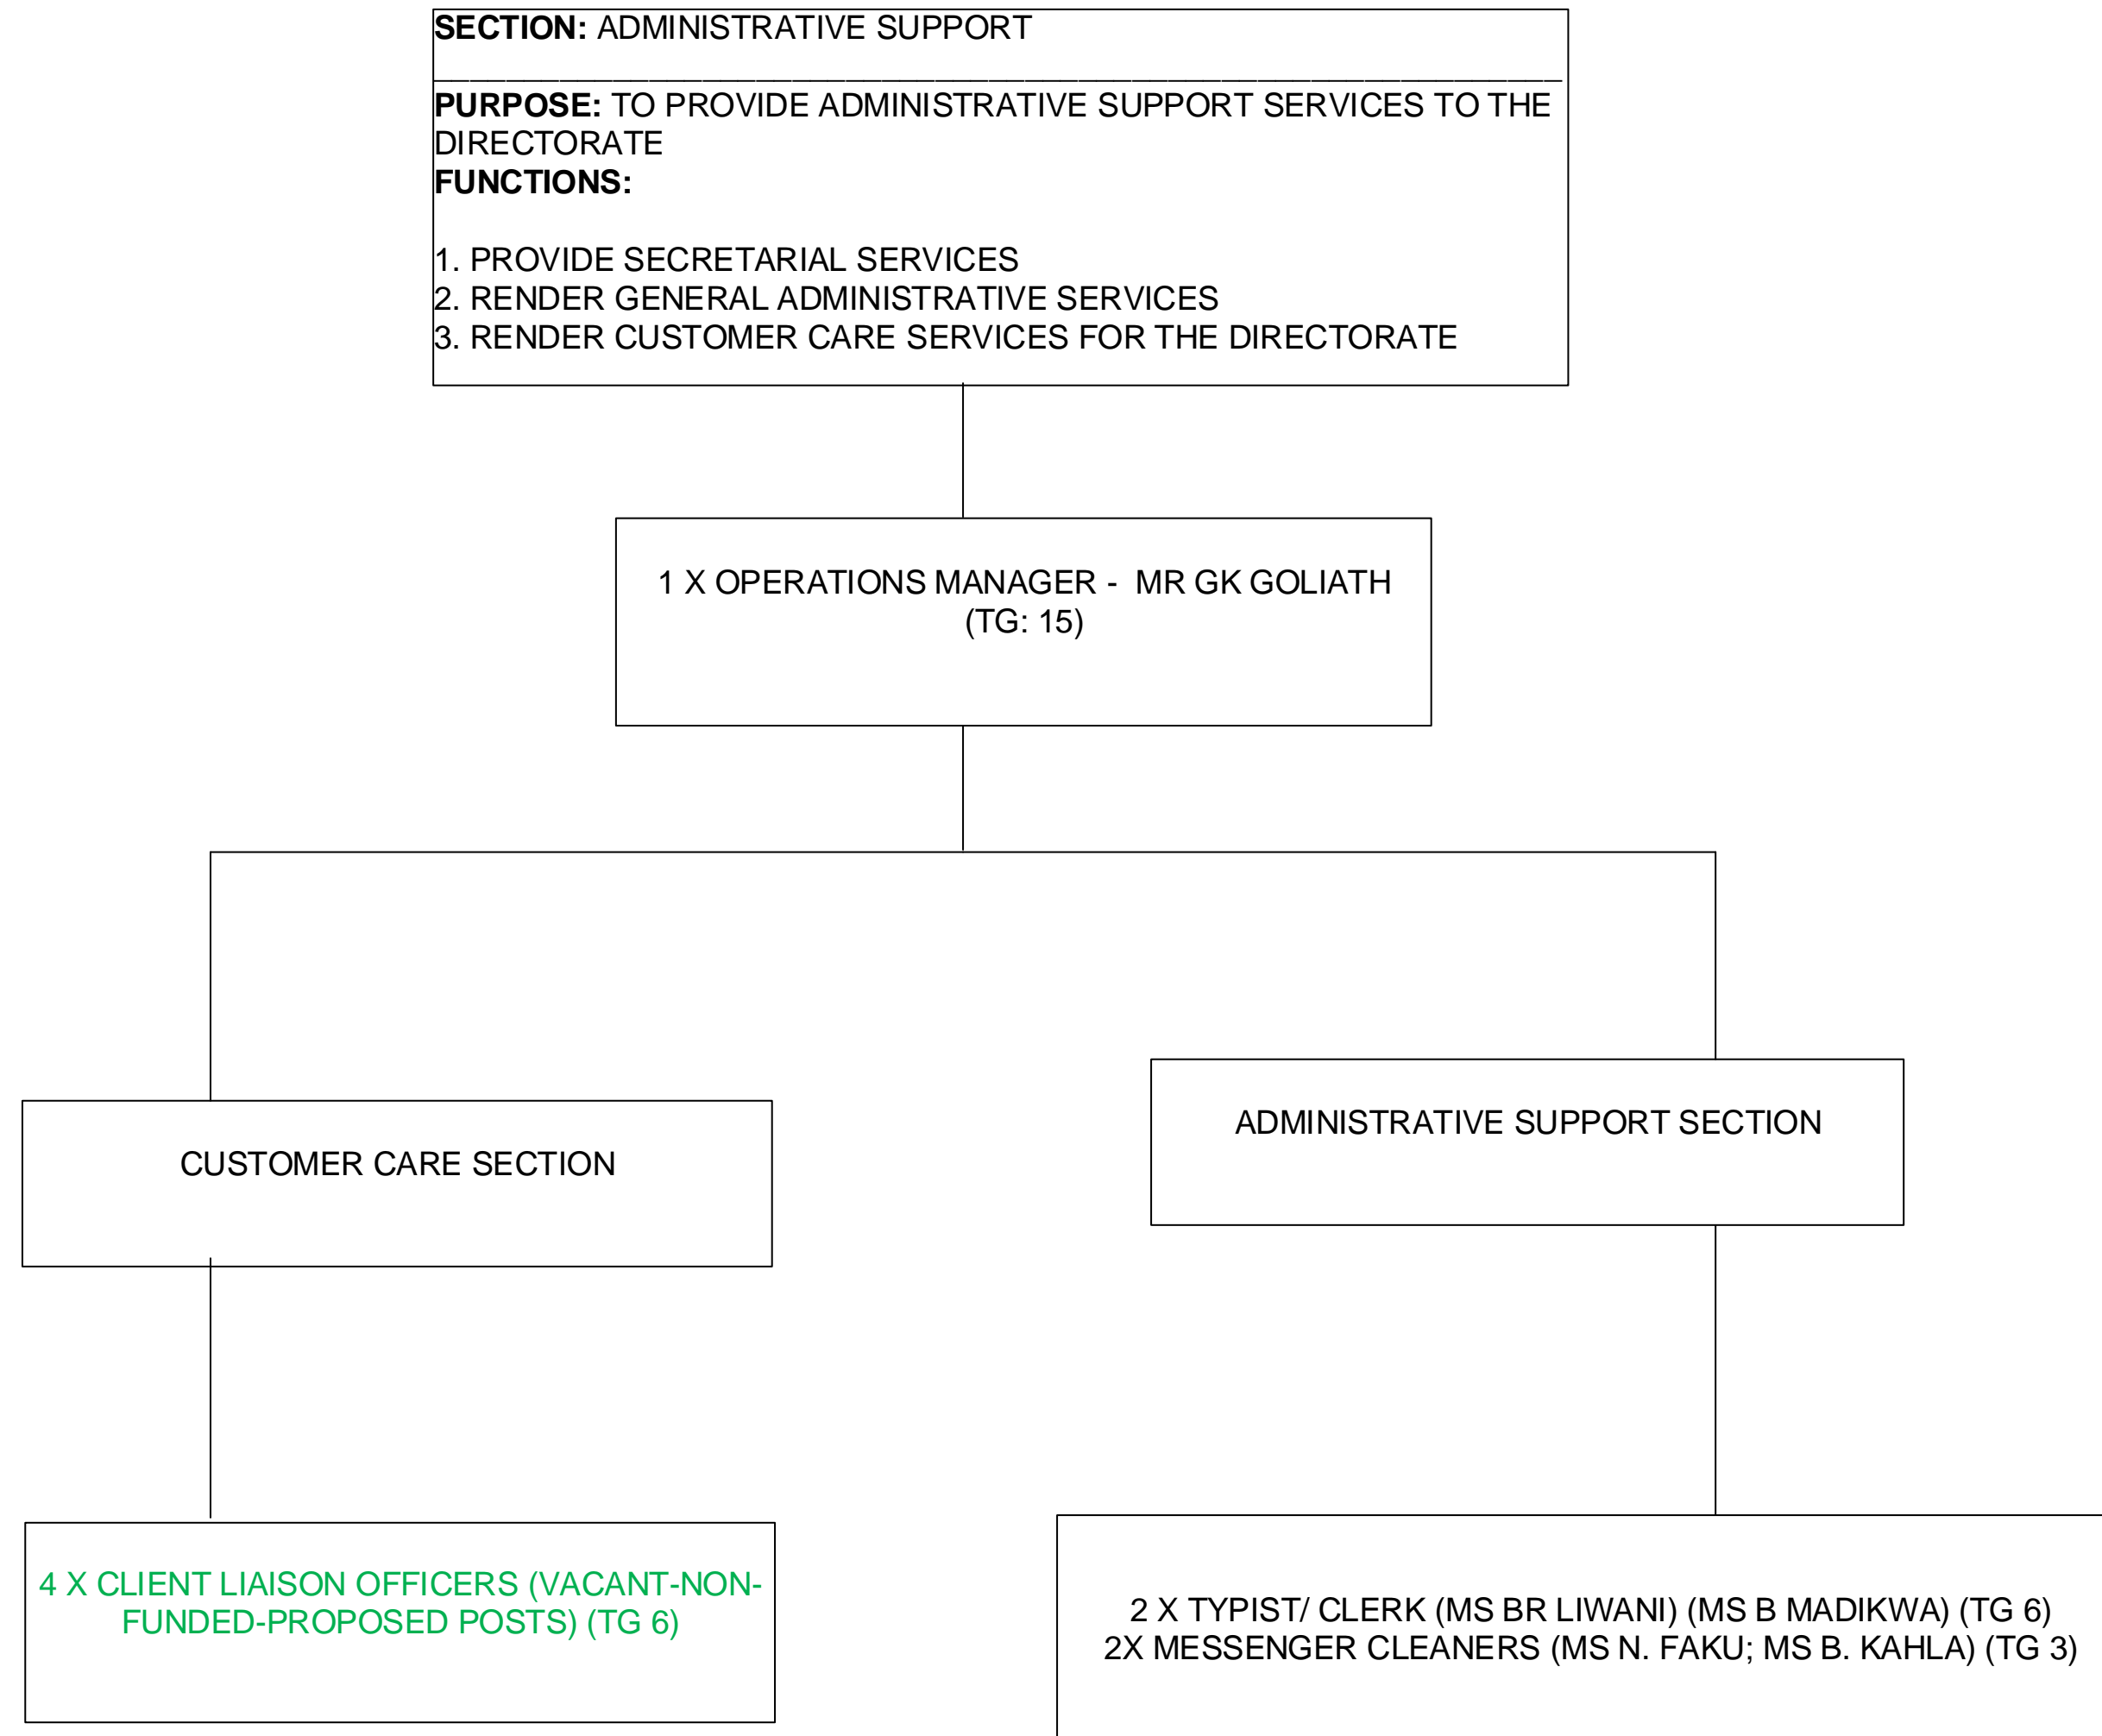 SECTION: ADMINISTRATIVE SUPPORT
PURPOSE: TO PROVIDE ADMINISTRATIVE SUPPORT SERVICES TO THE
DIRECTORATE
FUNCTIONS:
1. PROVIDE SECRETARIAL SERVICES
2. RENDER GENERAL ADMINISTRATIVE SERVICES
3. RENDER CUSTOMER CARE SERVICES FOR THE DIRECTORATE
1 X OPERATIONS MANAGER - MR GK GOLIATH
(TG: 15)
CUSTOMER CARE SECTION
ADMINISTRATIVE SUPPORT SECTION
4 X CLIENT LIAISON OFFICERS (VACANT-NON-
FUNDED-PROPOSED POSTS) (TG 6)
2 X TYPIST/ CLERK (MS BR LIWANI) (MS B MADIKWA) (TG 6)
2X MESSENGER CLEANERS (MS N. FAKU; MS B. KAHLA) (TG 3)